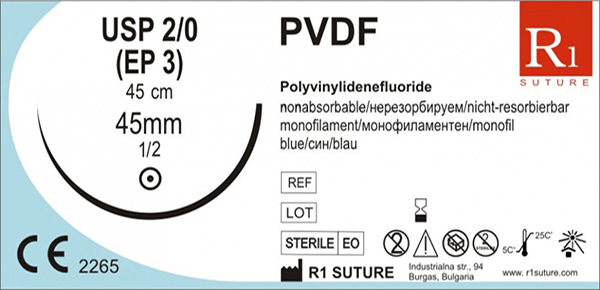 USP 2/0
(EP 3)
45 cm
45mm
1/2
CE 2265
PVDF
R1
SUTURE
Polyvinylidenefluoride
nonabsorbable/нерезорбируем/nicht-resorbierbar
monofilament/монофиламентен/monofil
blue/син/blau
REF
LOT
STERILE EO
2
STERILIZE
5C° 25C°
R1 SUTURE
Industrialna str., 94
Burgas, Bulgaria
www. r1suture.com